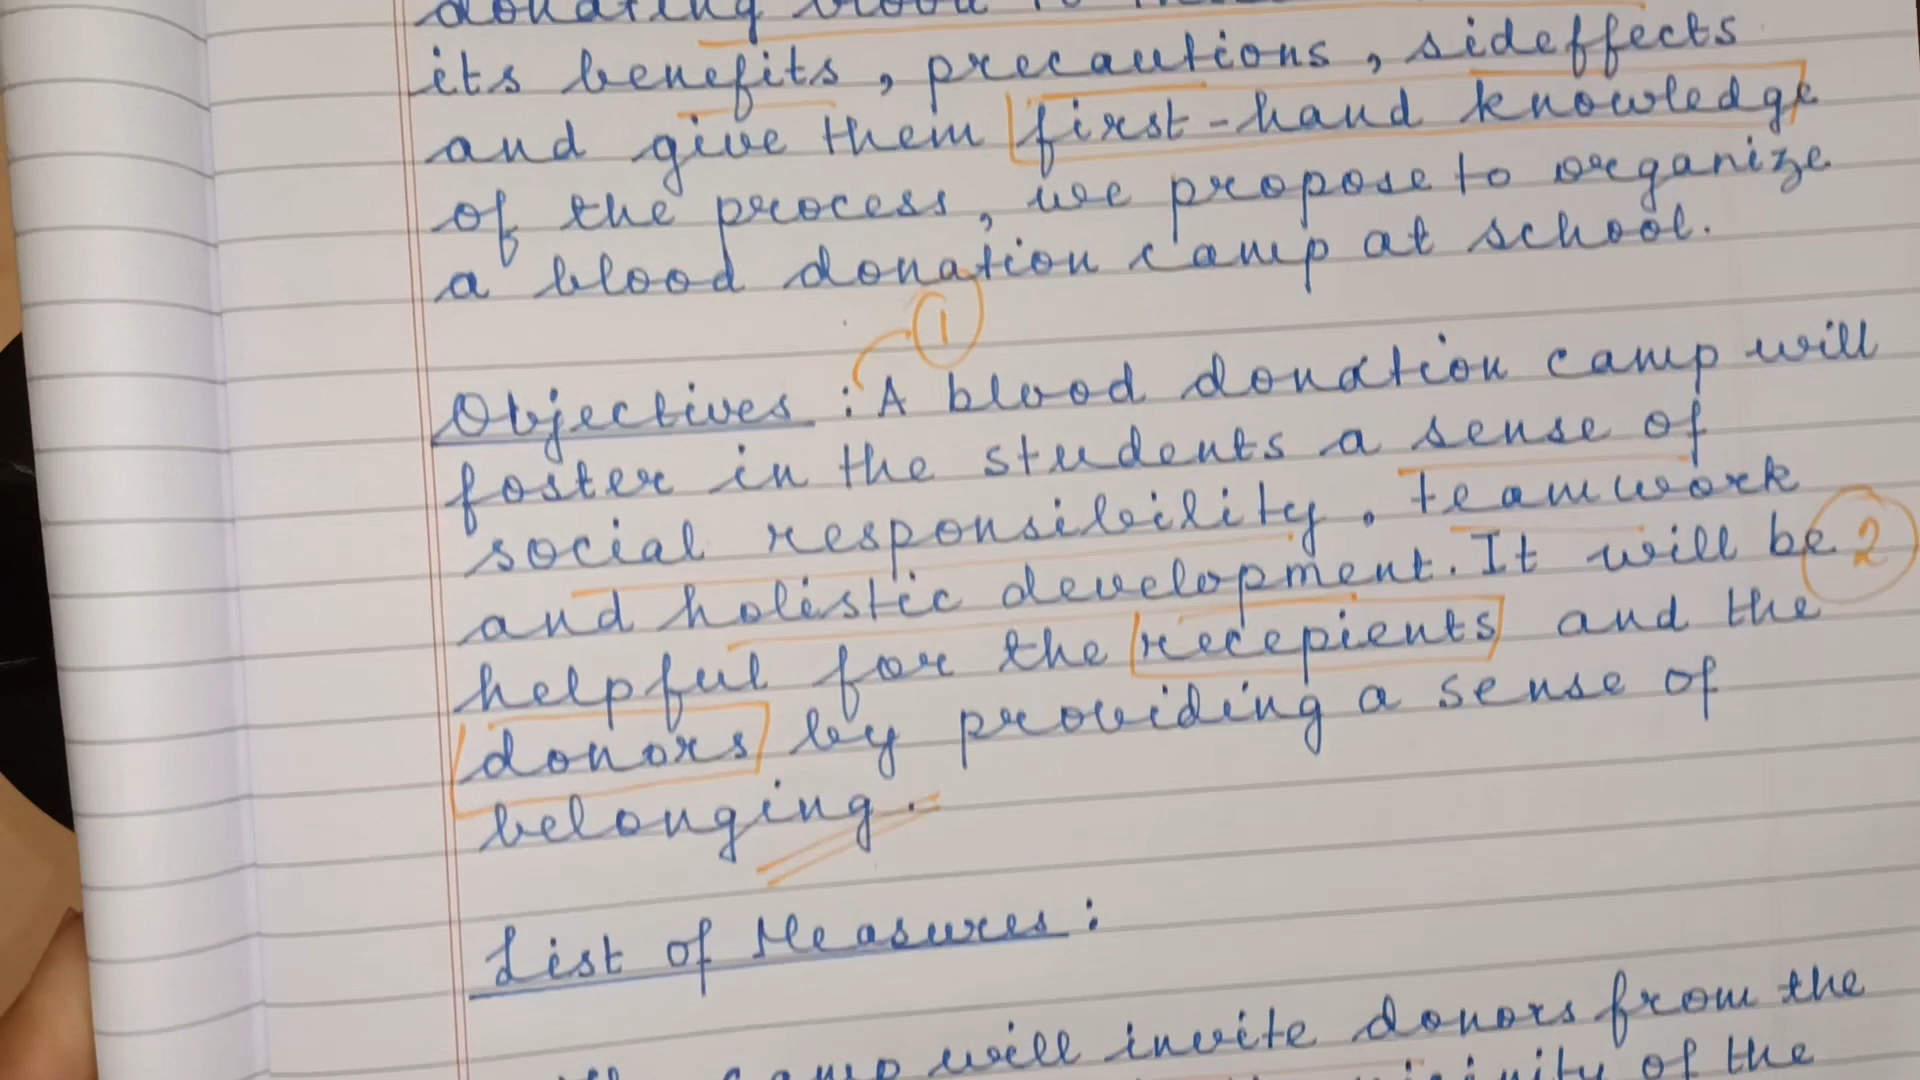 donating blood
its benefits, precautions, sideffects
and give them first-hand knowledge
of the process, we propose to organize
a blood donation camp at school.
1
Objectives : A blood donation camp will
foster in the students a sense of
social responsibility, teamwork
and holistic development. It will be 2
helpful for the recepients and the
donors by providing a sense of
belonging.
List of Measures :
camp will invite donors from the
of the